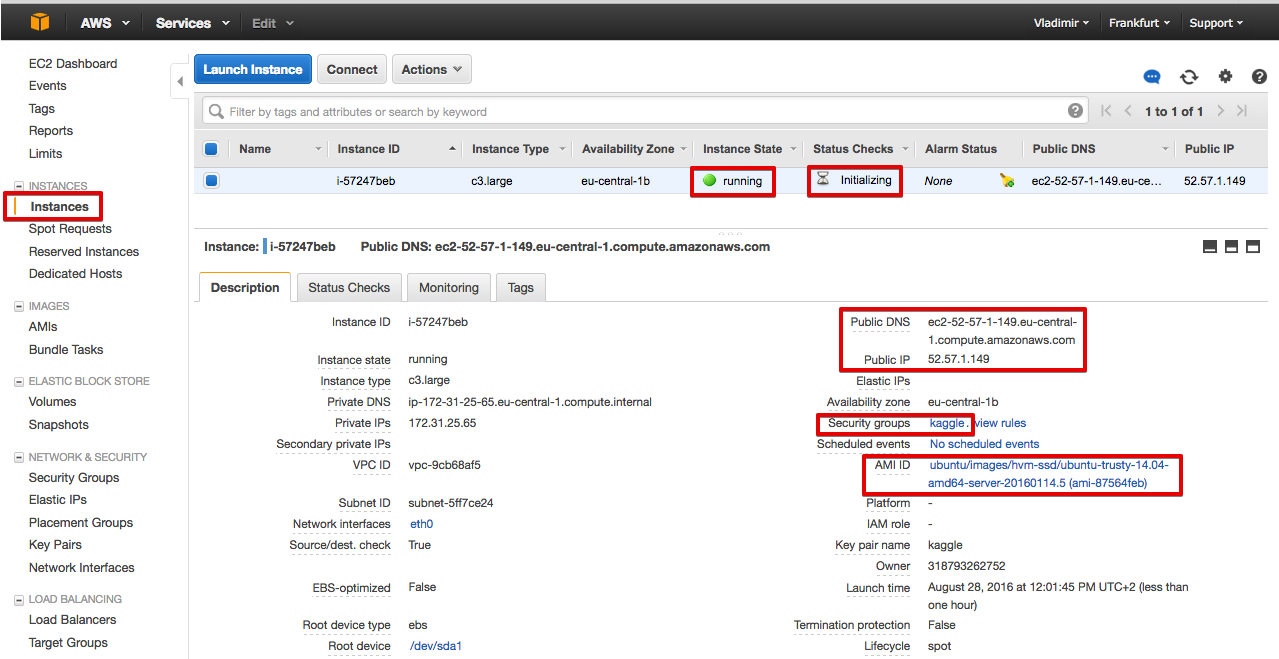 AWS Services Edit Vladimir Frankfurt Support
EC2 Dashboard
Events
Tags
Reports
Limits
INSTANCES
Instances
Spot Requests
Reserved Instances
Dedicated Hosts
IMAGES
AMIs
Bundle Tasks
ELASTIC BLOCK STORE
Volumes
Snapshots
NETWORK & SECURITY
Security Groups
Elastic IPs
Placement Groups
Key Pairs
Network Interfaces
LOAD BALANCING
Load Balancers
Target Groups
Launch Instance Connect Actions
Filter by tags and attributes or search by keyword 1 to 1 of 1
Name Instance ID Instance Type Availability Zone Instance State Status Checks Alarm Status Public DNS Public IP
i-57247beb c3.large eu-central-1b running Initializing None ec2-52-57-1-149.eu-ce... 52.57.1.149
Instance: i-57247beb Public DNS: ec2-52-57-1-149.eu-central-1.compute.amazonaws.com
Description Status Checks Monitoring Tags
Instance ID i-57247beb
Instance state running
Instance type c3.large
Private DNS ip-172-31-25-65.eu-central-1.compute.internal
Private IPs 172.31.25.65
Secondary private IPs
VPC ID vpc-9cb68af5
Subnet ID subnet-5ff7ce24
Network interfaces eth0
Source/dest. check True
EBS-optimized False
Root device type ebs
Root device /dev/sda1
Public DNS ec2-52-57-1-149.eu-central-
1.compute.amazonaws.com
Public IP 52.57.1.149
Elastic IPs
Availability zone eu-central-1b
Security groups kaggle. view rules
Scheduled events No scheduled events
AMI ID ubuntu/images/hvm-ssd/ubuntu-trusty-14.04-
amd64-server-20160114.5 (ami-87564feb)
Platform -
IAM role -
Key pair name kaggle
Owner 318793262752
Launch time August 28, 2016 at 12:01:45 PM UTC+2 (less than
one hour)
Termination protection False
Lifecycle spot